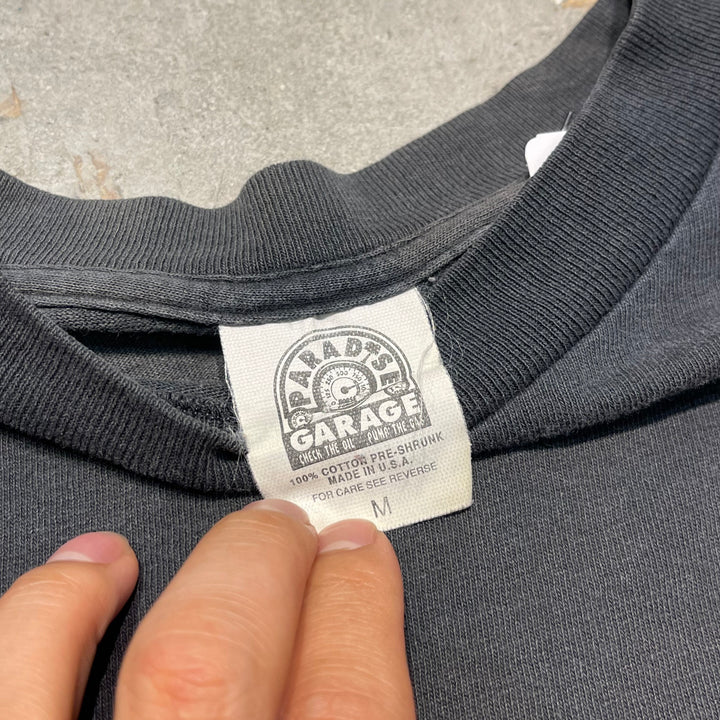 PARADISE
GARAGE
CHECK THE OIL PUMP THE GAS
100% COTTON PRE-SHRUNK
MADE IN U.S.A.
FOR CARE SEE REVERSE
M